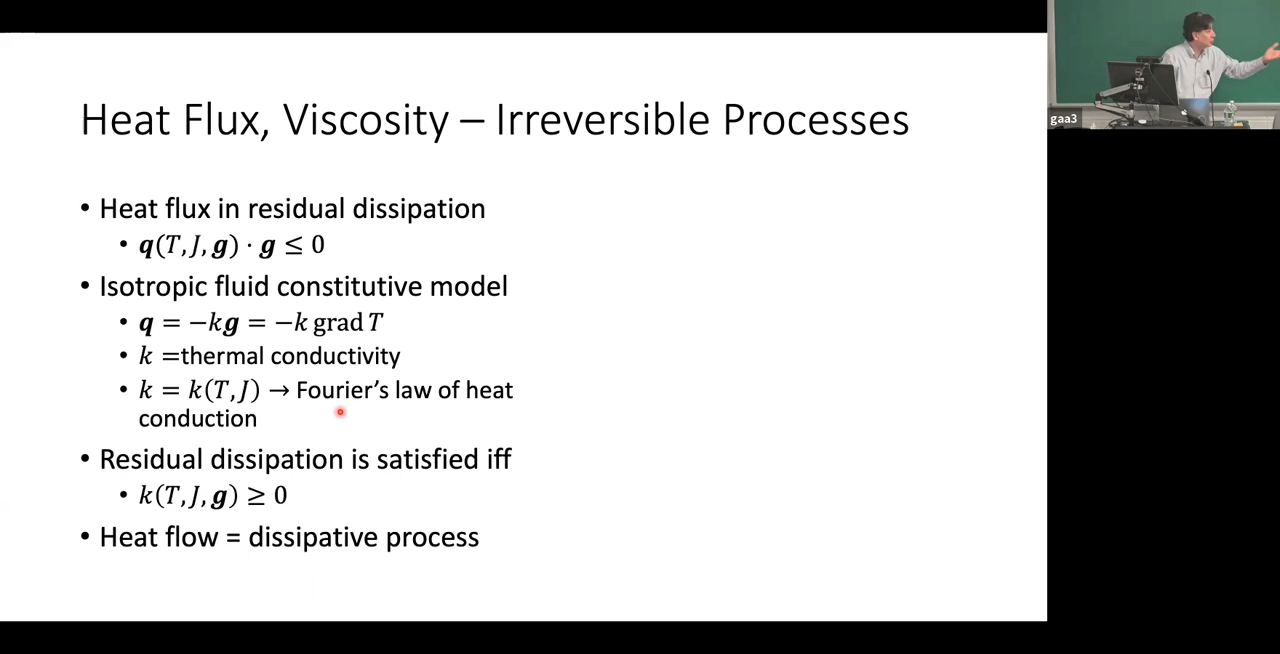 Heat Flux, Viscosity – Irreversible Processes
• Heat flux in residual dissipation
• q(T, J, g) · g ≤ 0
• Isotropic fluid constitutive model
• q = −kg = −k grad T
• k =thermal conductivity
• k = k(T, J) → Fourier's law of heat
conduction
• Residual dissipation is satisfied iff
• k(T, J, g) ≥ 0
• Heat flow = dissipative process
gaa3